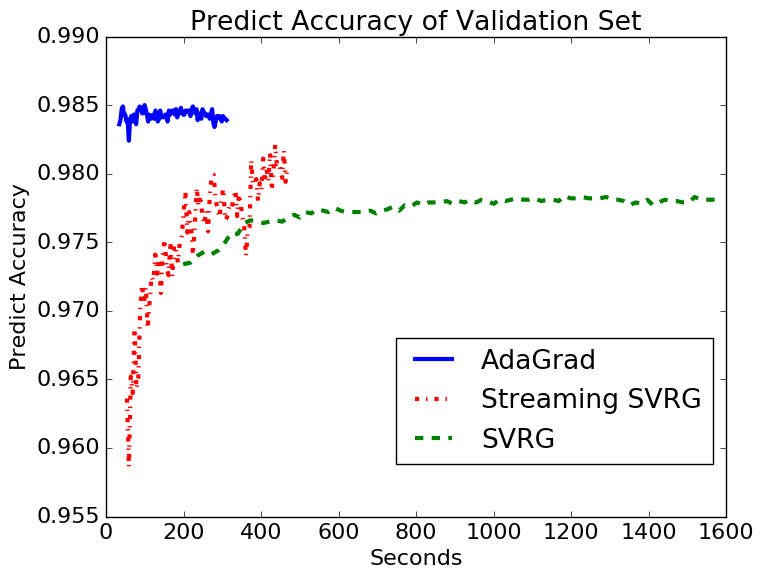 Predict Accuracy of Validation Set
0.990
0.985
0.980
0.975
0.970
0.965
0.960
0.955
Predict Accuracy
AdaGrad
Streaming SVRG
SVRG
0 200 400 600 800 1000 1200 1400 1600
Seconds